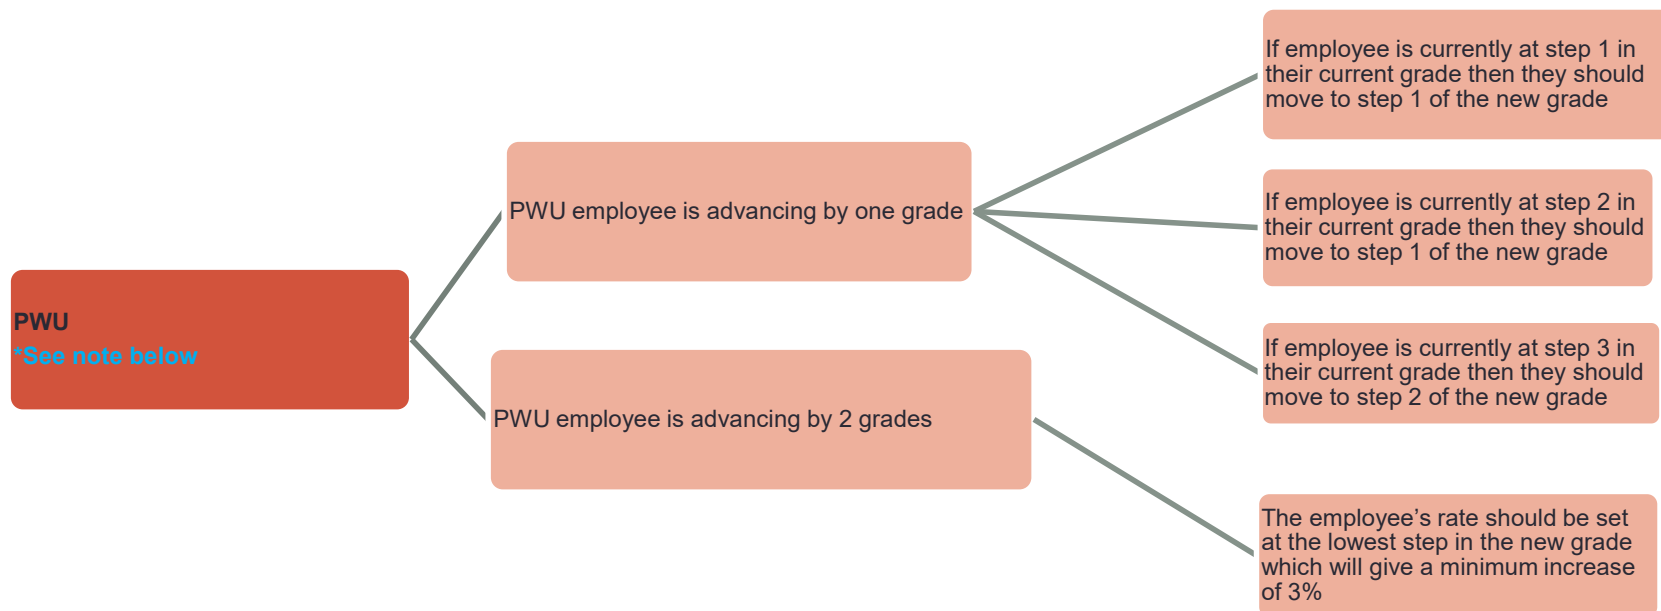 PWU
*See note below
PWU employee is advancing by one grade
PWU employee is advancing by 2 grades
If employee is currently at step 1 in
their current grade then they should
move to step 1 of the new grade
If employee is currently at step 2 in
their current grade then they should
move to step 1 of the new grade
If employee is currently at step 3 in
their current grade then they should
move to step 2 of the new grade
The employee’s rate should be set
at the lowest step in the new grade
which will give a minimum increase
of 3%